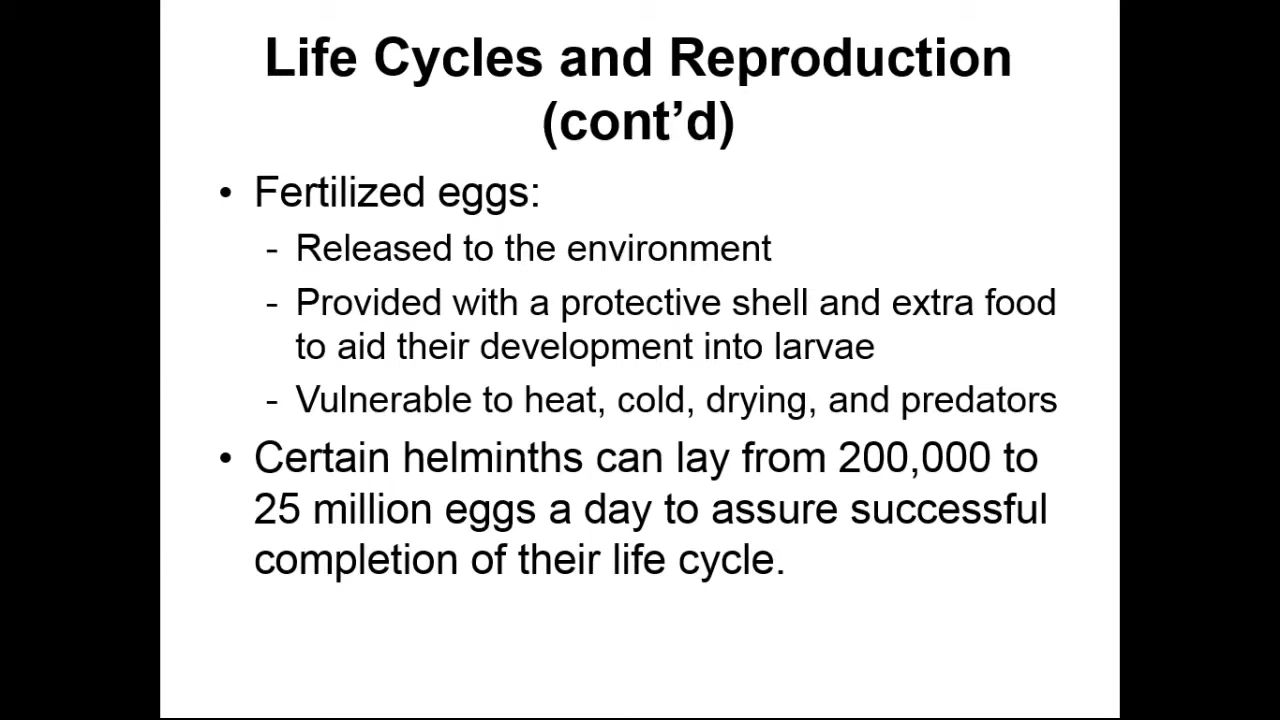 Life Cycles and Reproduction
(cont’d)
• Fertilized eggs:
- Released to the environment
- Provided with a protective shell and extra food
to aid their development into larvae
- Vulnerable to heat, cold, drying, and predators
• Certain helminths can lay from 200,000 to
25 million eggs a day to assure successful
completion of their life cycle.